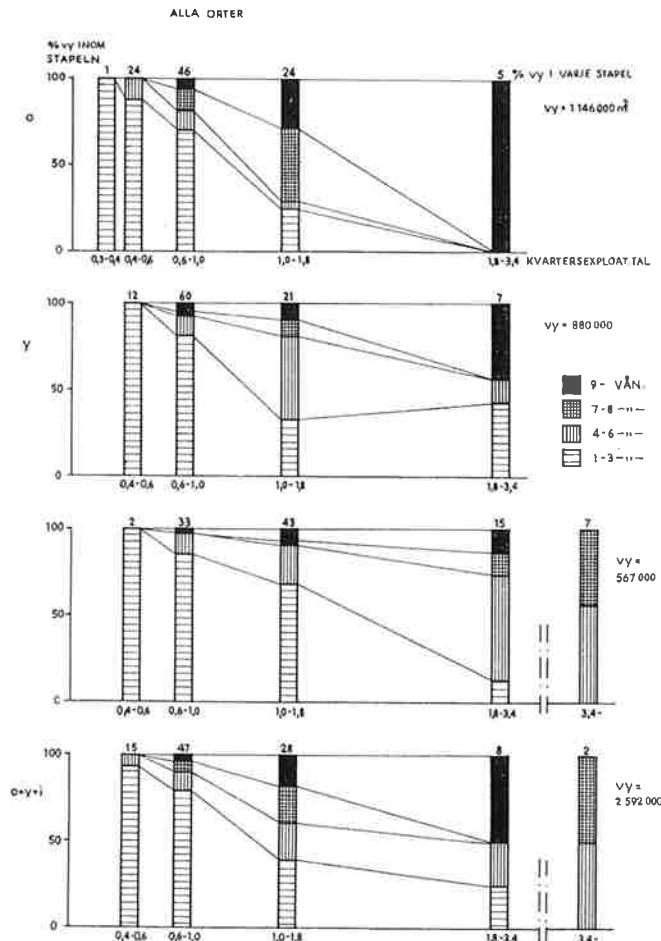 ALLA ORTER
% vy INOM
STAPELN
1 24 46 24 5 % vy I VARJE STAPEL
100
vy = 1 146 000 m²
o
50
0
0,3-0,4 0,4-0,6 0,6-1,0 1,0-1,8 1,8-3,4 KVARTERSEXPLOAT TAL
12 60 21 7
100
vy = 880 000
y
50
0
0,4-0,6 0,6-1,0 1,0-1,8 1,8-3,4
9- VÅN.
7-8 -"-
4-6 -"-
1-3 -"-
2 33 43 15 7
100
vy =
567 000
50
0
0,4-0,6 0,6-1,0 1,0-1,8 1,8-3,4 3,4-
15 47 28 8 2
100
vy =
2 592 000
o+y+i
50
0
0,4-0,6 0,6-1,0 1,0-1,8 1,8-3,4 3,4-